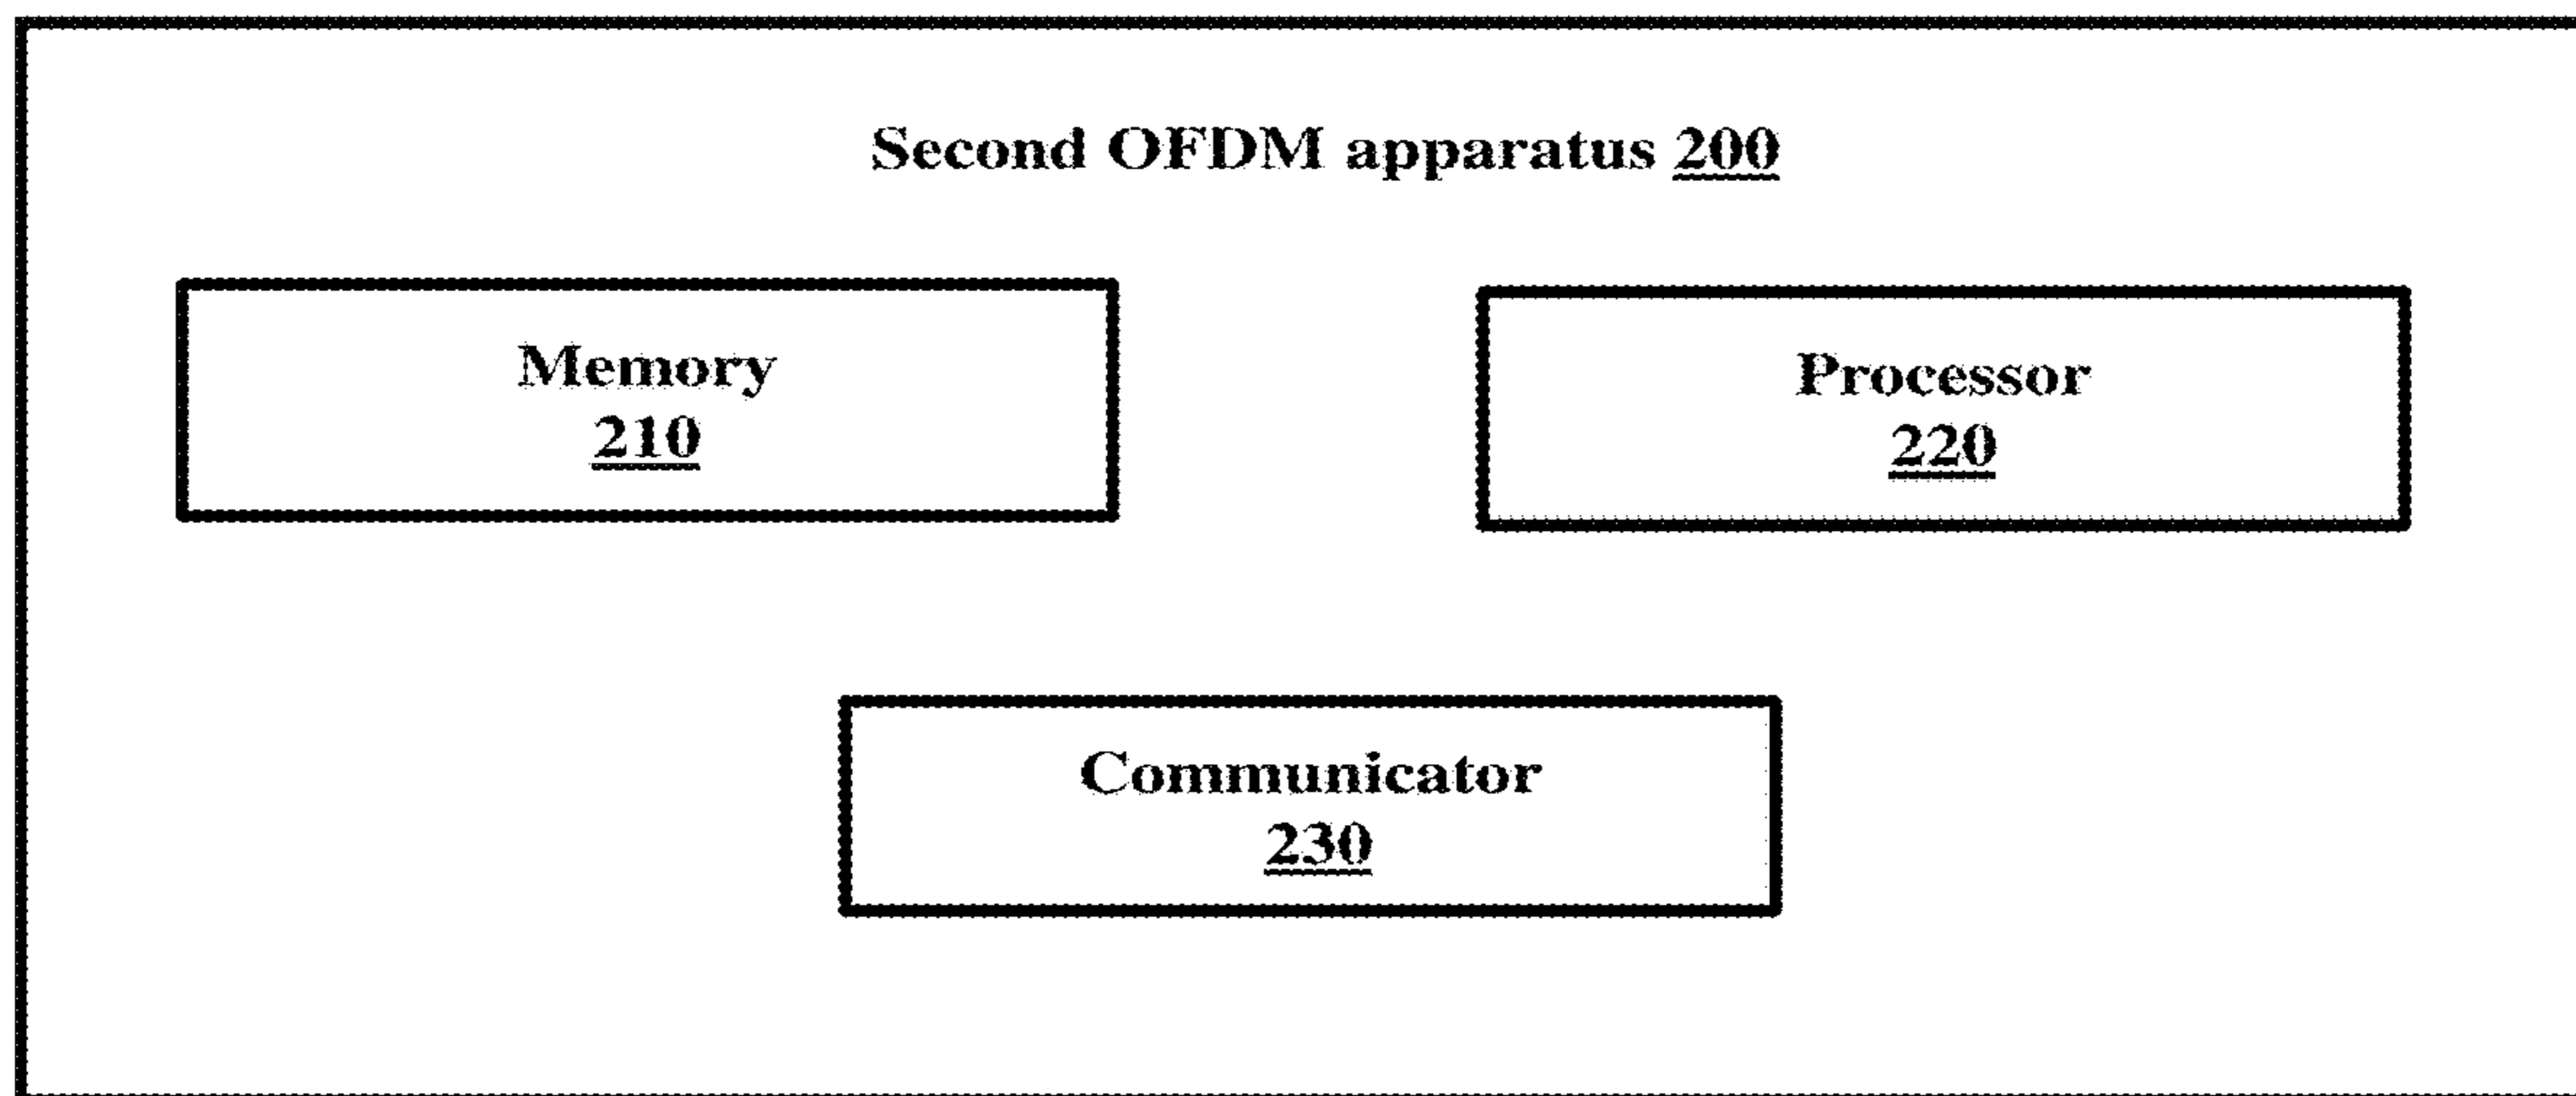 Second OFDM apparatus 200
Memory
210
Processor
220
Communicator
230